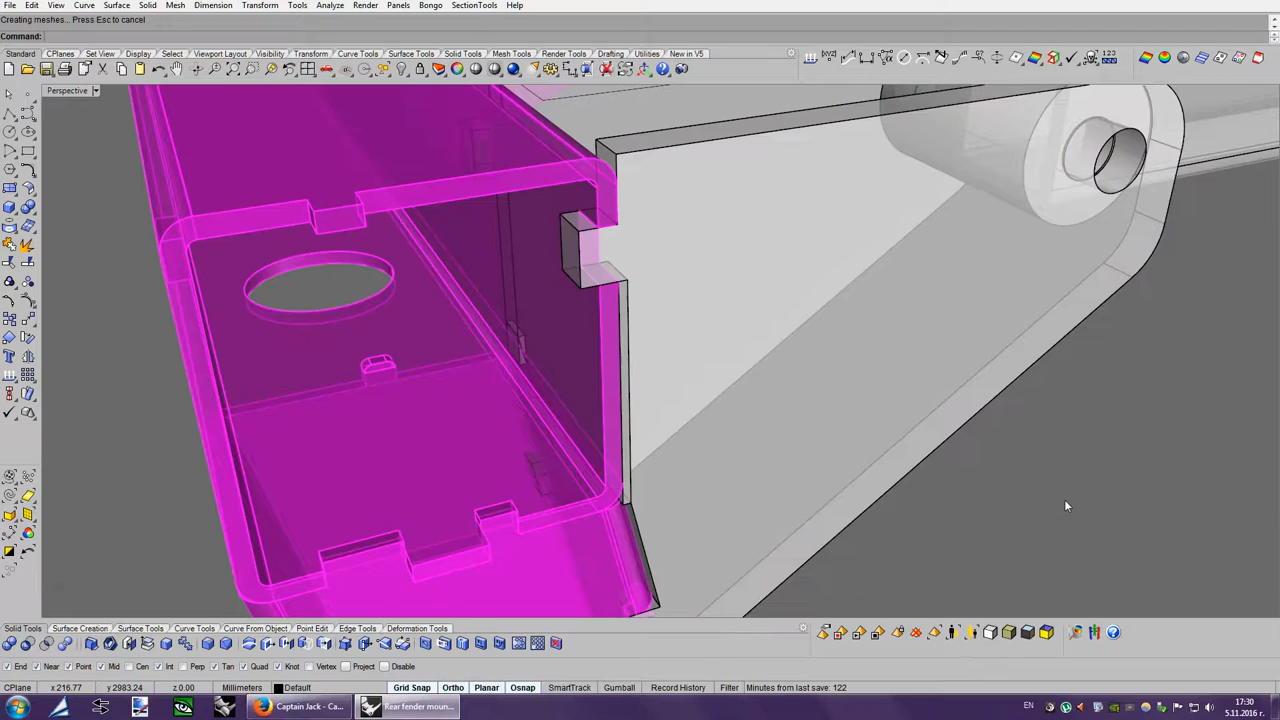 File Edit View Curve Surface Solid Mesh Dimension Transform Tools Analyze Render Panels Bongo SectionTools Help
Creating meshes... Press Esc to cancel
Command:
Standard CPlanes Set View Display Select Viewport Layout Visibility Transform Curve Tools Surface Tools Solid Tools Mesh Tools Render Tools Drafting Utilities New in V5
Perspective
Solid Tools Surface Creation Surface Tools Curve Tools Curve From Object Point Edit Edge Tools Deformation Tools
End Near Point Mid Cen Int Perp Tan Quad Knot Vertex Project Disable
CPlane x 216.77 y 2983.24 z 0.00 Millimeters Default Grid Snap Ortho Planar Osnap SmartTrack Gumball Record History Filter Minutes from last save: 122
Captain Jack - Ca... Rear fender moun... EN 17:30
5.11.2016 г.